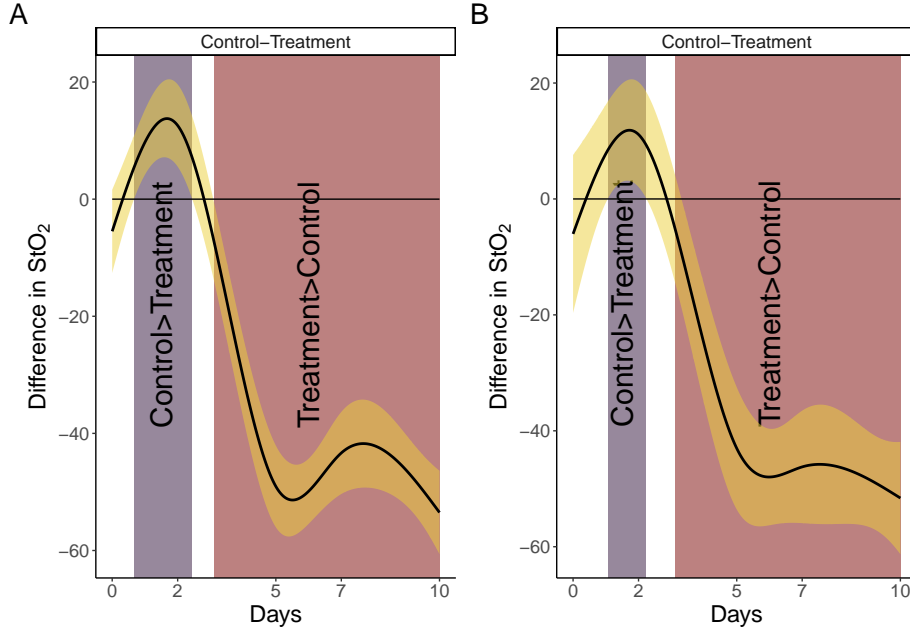 A
Control−Treatment
Difference in StO₂
20
0
−20
−40
−60
Control>Treatment
Treatment>Control
0
2
5
7
10
Days
B
Control−Treatment
Difference in StO₂
20
0
−20
−40
−60
Control>Treatment
Treatment>Control
0
2
5
7
10
Days